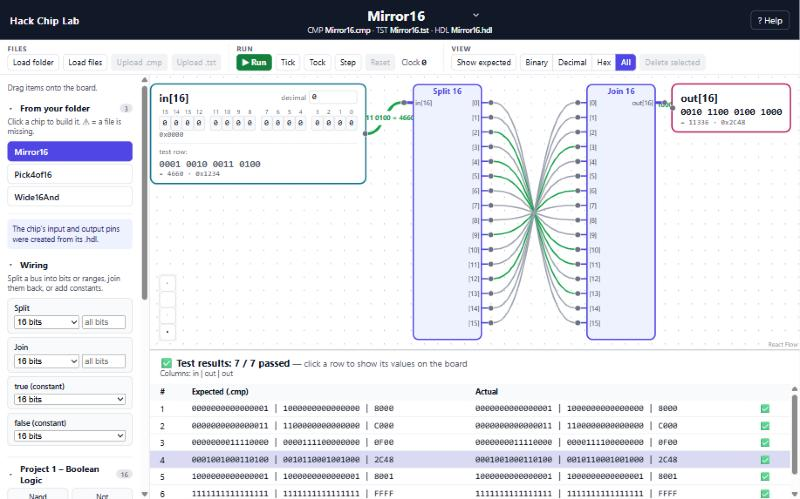 Hack Chip Lab
Mirror16
CMP Mirror16.cmp · TST Mirror16.tst · HDL Mirror16.hdl
? Help
FILES
Load folder
Load files
Upload .cmp
Upload .tst
RUN
▶ Run
Tick
Tock
Step
Reset
Clock 0
VIEW
Show expected
Binary
Decimal
Hex
All
Delete selected
Drag items onto the board.
From your folder
3
Click a chip to build it. ⚠ = a file is
missing.
Mirror16
Pick4of16
Wide16And
The chip's input and output pins
were created from its .hdl.
Wiring
Split a bus into bits or ranges, join
them back, or add constants.
Split
16 bits
all bits
Join
16 bits
all bits
true (constant)
16 bits
false (constant)
16 bits
Project 1 – Boolean
Logic
16
Nand
Not
in[16]
decimal 0
15 14 13 12 11 10 9 8 7 6 5 4 3 2 1 0
0 0 0 0 0 0 0 0 0 0 0 0 0 0 0 0
0x0000
test row:
0001 0010 0011 0100
= 4660 · 0x1234
11 0100 = 4660
Split 16
in[16]
[0]
[1]
[2]
[3]
[4]
[5]
[6]
[7]
[8]
[9]
[10]
[11]
[12]
[13]
[14]
[15]
Join 16
out[16]
[0]
[1]
[2]
[3]
[4]
[5]
[6]
[7]
[8]
[9]
[10]
[11]
[12]
[13]
[14]
[15]
out[16]
0010 1100 0100 1000
= 11336 · 0x2C48
React Flow
✅ Test results: 7 / 7 passed — click a row to show its values on the board
Columns: in | out | out
# Expected (.cmp) Actual
1 0000000000000001 | 1000000000000000 | 8000 0000000000000001 | 1000000000000000 | 8000 ✅
2 0000000000000011 | 1100000000000000 | C000 0000000000000011 | 1100000000000000 | C000 ✅
3 0000000011110000 | 0000111100000000 | 0F00 0000000011110000 | 0000111100000000 | 0F00 ✅
4 0001001000110100 | 0010110001001000 | 2C48 0001001000110100 | 0010110001001000 | 2C48 ✅
5 1000000000000001 | 1000000000000001 | 8001 1000000000000001 | 1000000000000001 | 8001 ✅
6 1111111111111111 | 1111111111111111 | FFFF 1111111111111111 | 1111111111111111 | FFFF ✅